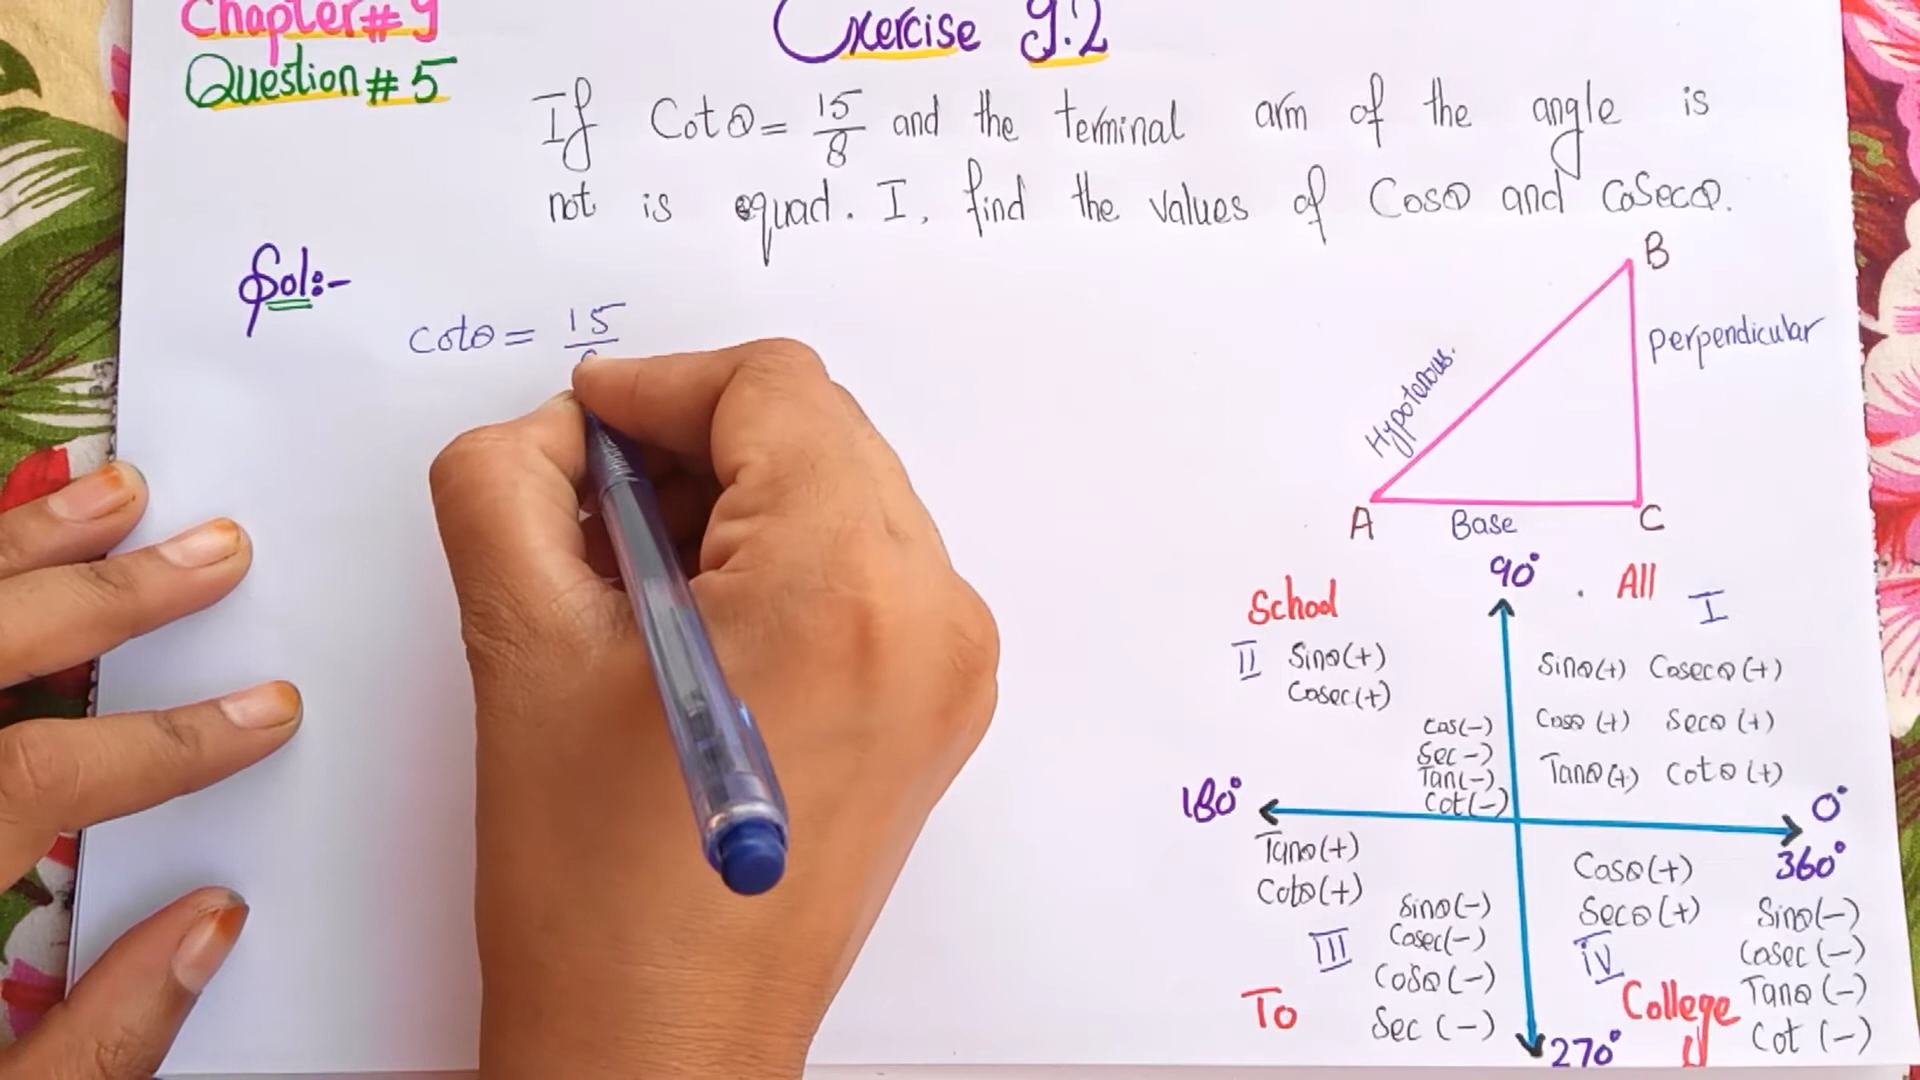 Chapter# 9
Exercise 9.2
Question # 5
If Cotθ = 15/8 and the terminal arm of the angle is
not is quad. I, find the values of Cosθ and Cosecθ.
Sol:-
cotθ = 15
B
Perpendicular
Hypotenous.
A
Base
C
90°
School
. All
I
II Sinθ(+)
Cosec(+)
Cos(-)
Sec -)
Tan(-)
Cot(-)
Sinθ(+) Cosecθ(+)
Cosθ (+) Secθ (+)
Tanθ(+) Cotθ(+)
180°
0°
360°
Tanθ(+)
Cotθ(+)
Sinθ(-)
Cosec(-)
Cosθ(-)
Sec (-)
III
To
270°
Cosθ(+)
Secθ(+)
iv
College
Sinθ(-)
Cosec(-)
Tanθ(-)
Cot (-)